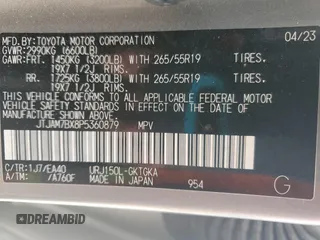 MFD.BY:TOYOTA MOTOR CORPORATION 04/23
GVWR:2990KG (6600LB)
GAWR:FRT. 1450KG (3200LB) WITH 265/55R19 TIRES.
19X7 1/2J RIMS.
RR. 1725KG (3800LB) WITH 265/55R19 TIRES.
19X7 1/2J RIMS.
THIS VEHICLE CONFORMS TO ALL APPLICABLE FEDERAL MOTOR
VEHICLE SAFETY STANDARDS IN EFFECT ON THE DATE OF
MANUFACTURE SHOWN ABOVE.
JTJAM7BX8P5360879 MPV
C/TR:1J7/EA40 URJ150L-GKTGKA
A/TM: /A760F MADE IN JAPAN 954
G